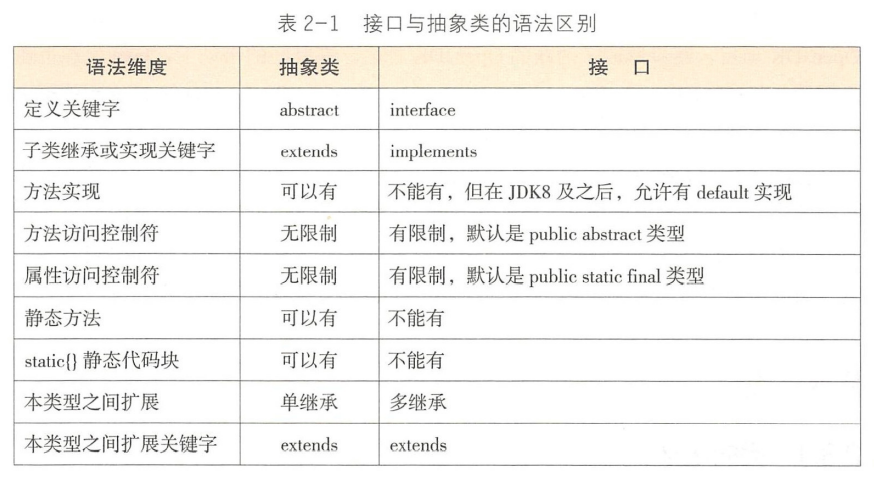 表 2-1 接口与抽象类的语法区别
语法维度 抽象类 接 口
定义关键字 abstract interface
子类继承或实现关键字 extends implements
方法实现 可以有 不能有，但在 JDK8 及之后，允许有 default 实现
方法访问控制符 无限制 有限制，默认是 public abstract 类型
属性访问控制符 无限制 有限制，默认是 public static final 类型
静态方法 可以有 不能有
static{} 静态代码块 可以有 不能有
本类型之间扩展 单继承 多继承
本类型之间扩展关键字 extends extends